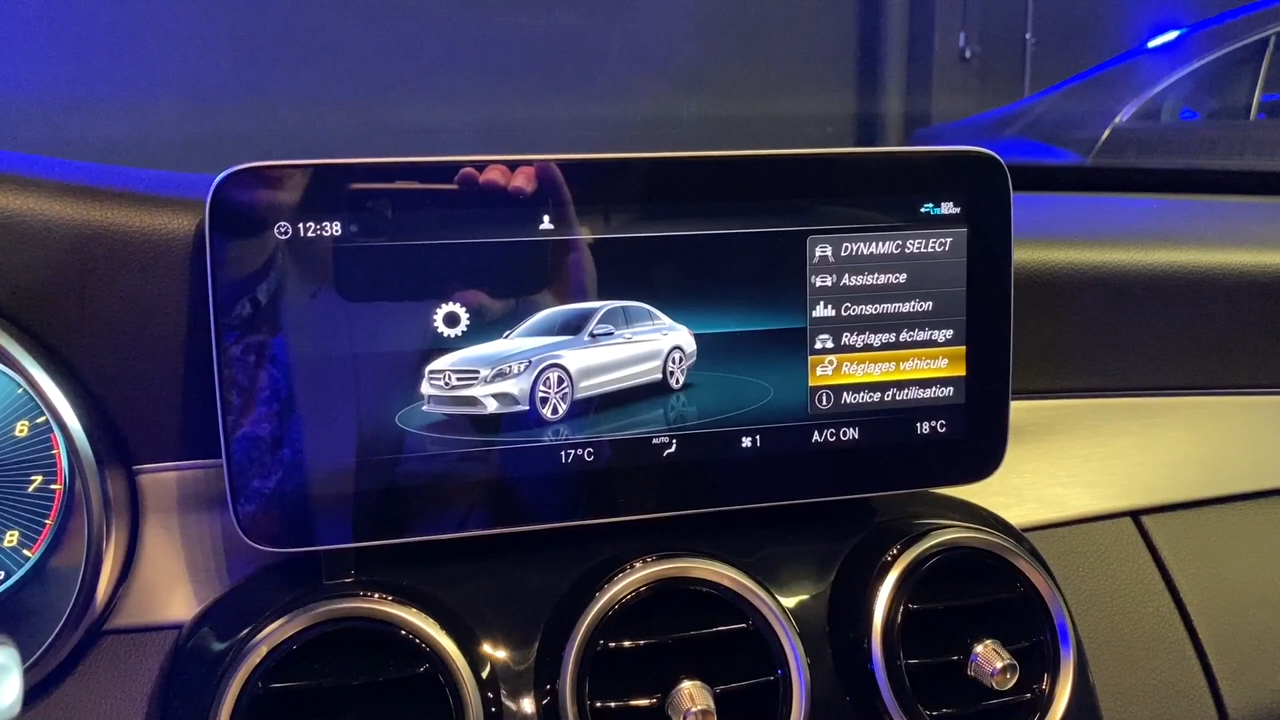 12:38
SOS
LTE READY
DYNAMIC SELECT
Assistance
Consommation
Réglages éclairage
Réglages véhicule
Notice d'utilisation
17°C
AUTO
1
A/C ON
18°C
6
7
8